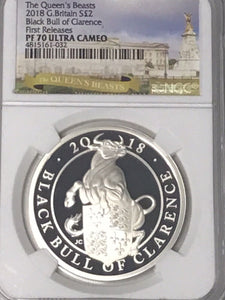 The Queen's Beasts
2018 G.Britain S£2
Black Bull of Clarence
First Releases
PF 70 ULTRA CAMEO
4815161-032
The QUEEN'S BEASTS
NGC
2018
BLACK BULL OF CLARENCE
JC